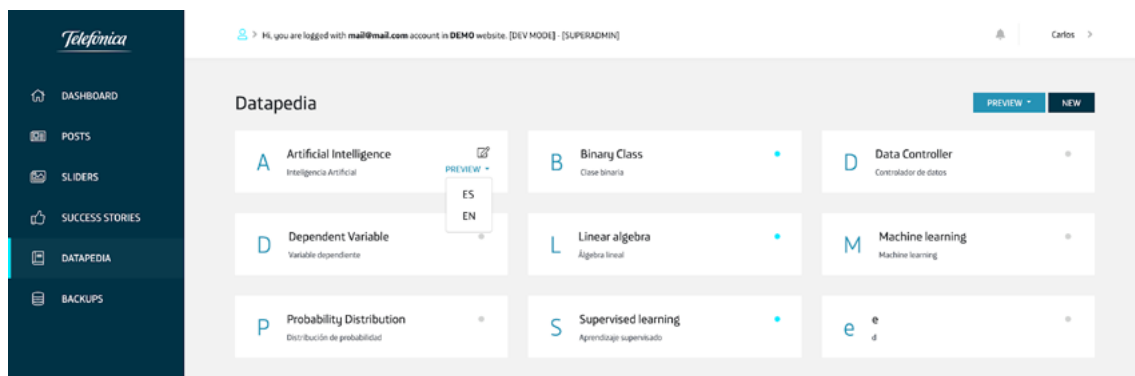 Telefónica
> Hi, you are logged with mail@mail.com account in DEMO website. [DEV MODE] - [SUPERADMIN]
Carlos >
DASHBOARD
POSTS
SLIDERS
SUCCESS STORIES
DATAPEDIA
BACKUPS
Datapedia
PREVIEW
NEW
A
Artificial Intelligence
Inteligencia Artificial
PREVIEW
ES
EN
B
Binary Class
Clase binaria
D
Data Controller
Controlador de datos
D
Dependent Variable
Variable dependiente
L
Linear algebra
Álgebra lineal
M
Machine learning
Machine learning
P
Probability Distribution
Distribución de probabilidad
S
Supervised learning
Aprendizaje supervisado
e
e
d